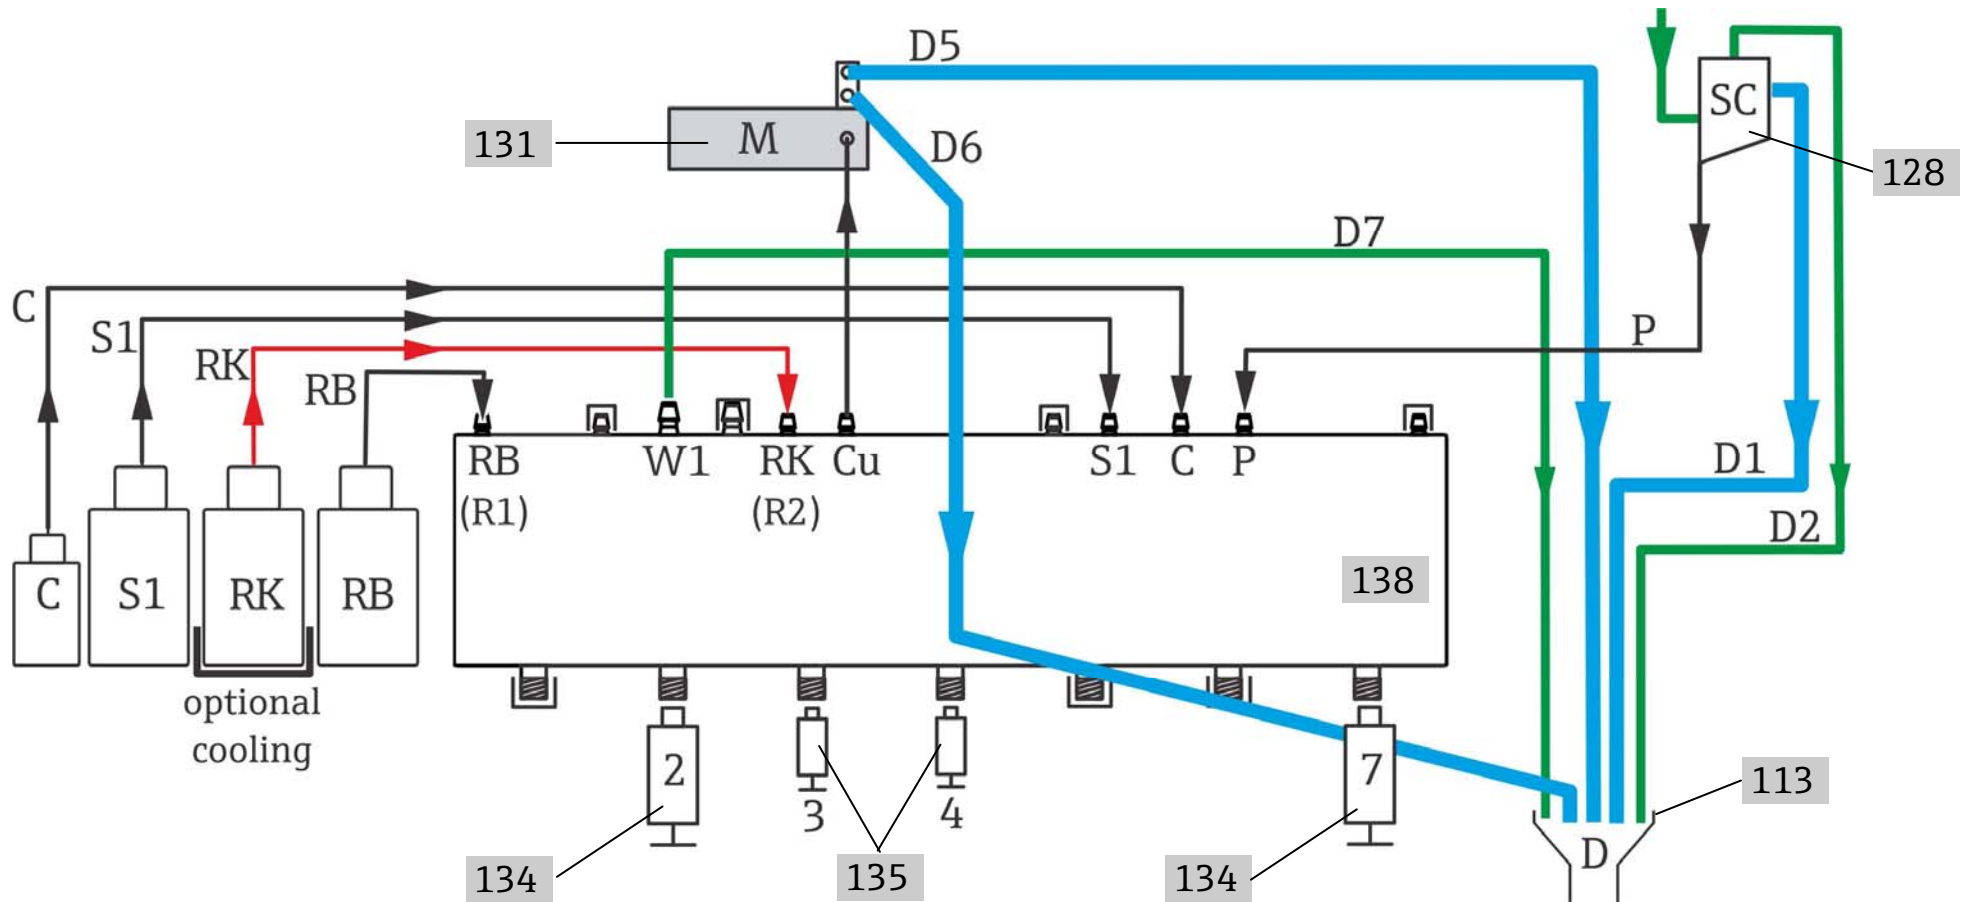 D5
SC
131
M
D6
128
D7
C
S1
RK
RB
P
RB
W1
RK
Cu
S1
C
P
(R1)
(R2)
D1
D2
138
C
S1
RK
RB
optional
cooling
2
3
4
7
113
D
134
135
134